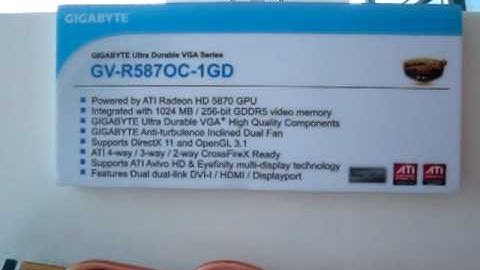 GIGABYTE
GIGABYTE Ultra Durable VGA Series
GV-R587OC-1GD
Powered by ATI Radeon HD 5870 GPU
Integrated with 1024 MB / 256-bit GDDR5 video memory
GIGABYTE Ultra Durable VGA+ High Quality Components
GIGABYTE Anti-turbulence Inclined Dual Fan
Supports DirectX 11 and OpenGL 3.1
ATI 4-way / 3-way / 2-way CrossFireX Ready
Supports ATI Avivo HD & Eyefinity multi-display technology
Features Dual dual-link DVI-I / HDMI / Displayport
ATI
ATI